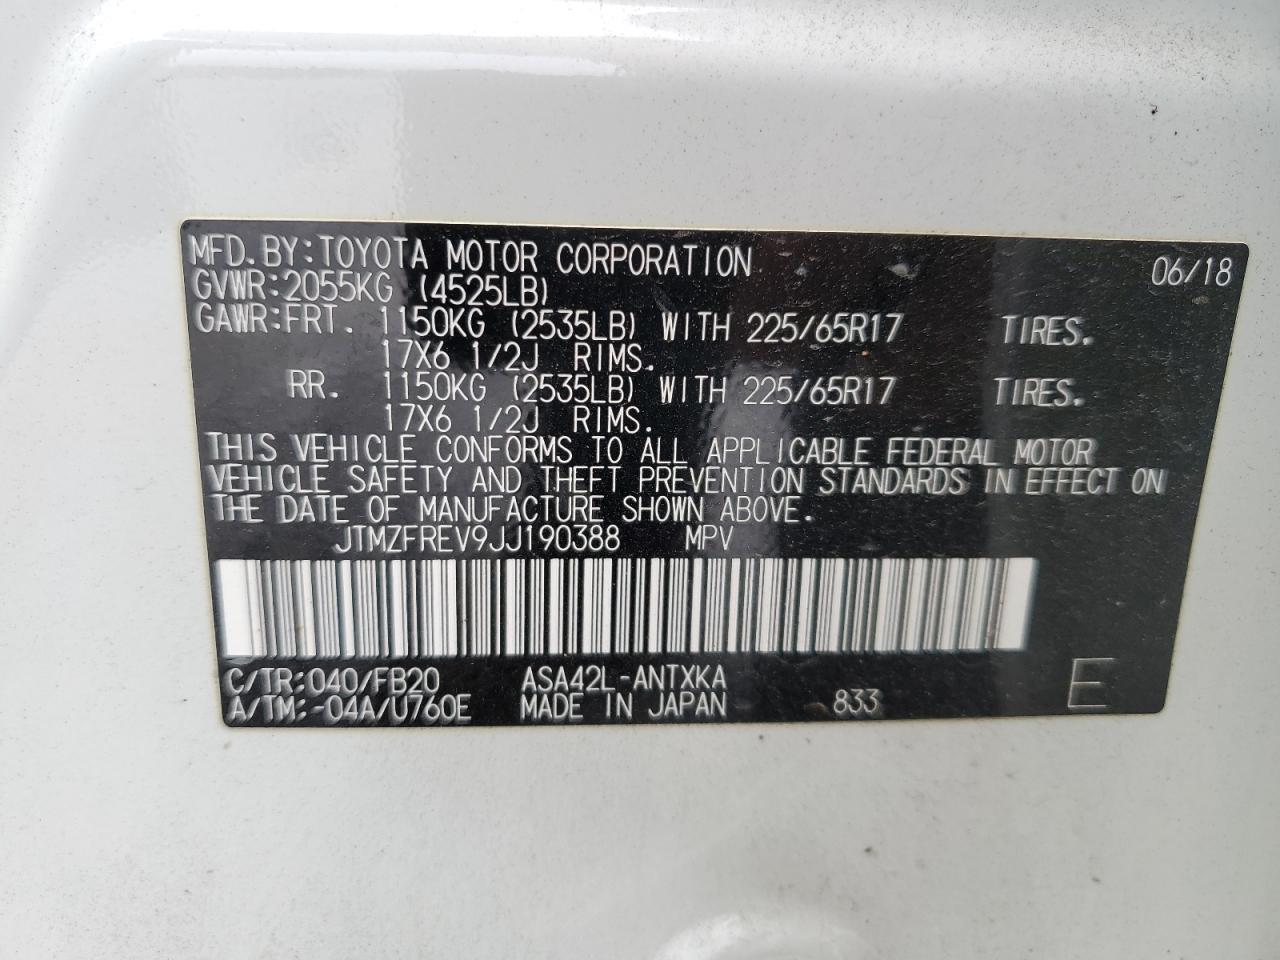 MFD. BY:TOYOTA MOTOR CORPORATION 06/18
GVWR:2055KG (4525LB)
GAWR:FRT. 1150KG (2535LB) WITH 225/65R17 TIRES.
17X6 1/2J RIMS.
RR. 1150KG (2535LB) WITH 225/65R17 TIRES.
17X6 1/2J RIMS.
THIS VEHICLE CONFORMS TO ALL APPLICABLE FEDERAL MOTOR
VEHICLE SAFETY AND THEFT PREVENTION STANDARDS IN EFFECT ON
THE DATE OF MANUFACTURE SHOWN ABOVE.
JTMZFREV9JJ190388 MPV
C/TR:040/FB20 ASA42L-ANTXKA
A/TM:-04A/U760E MADE IN JAPAN 833 E